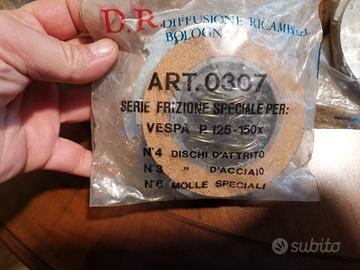 D.R. DIFFUSIONE RICAMBI s.r.l.
BOLOGNA
ART.0307
SERIE FRIZIONE SPECIALE PER:
VESPA P 125-150X
N°4 DISCHI D'ATTRITO
N°3 " D'ACCIAIO
N°6 MOLLE SPECIALI
subito